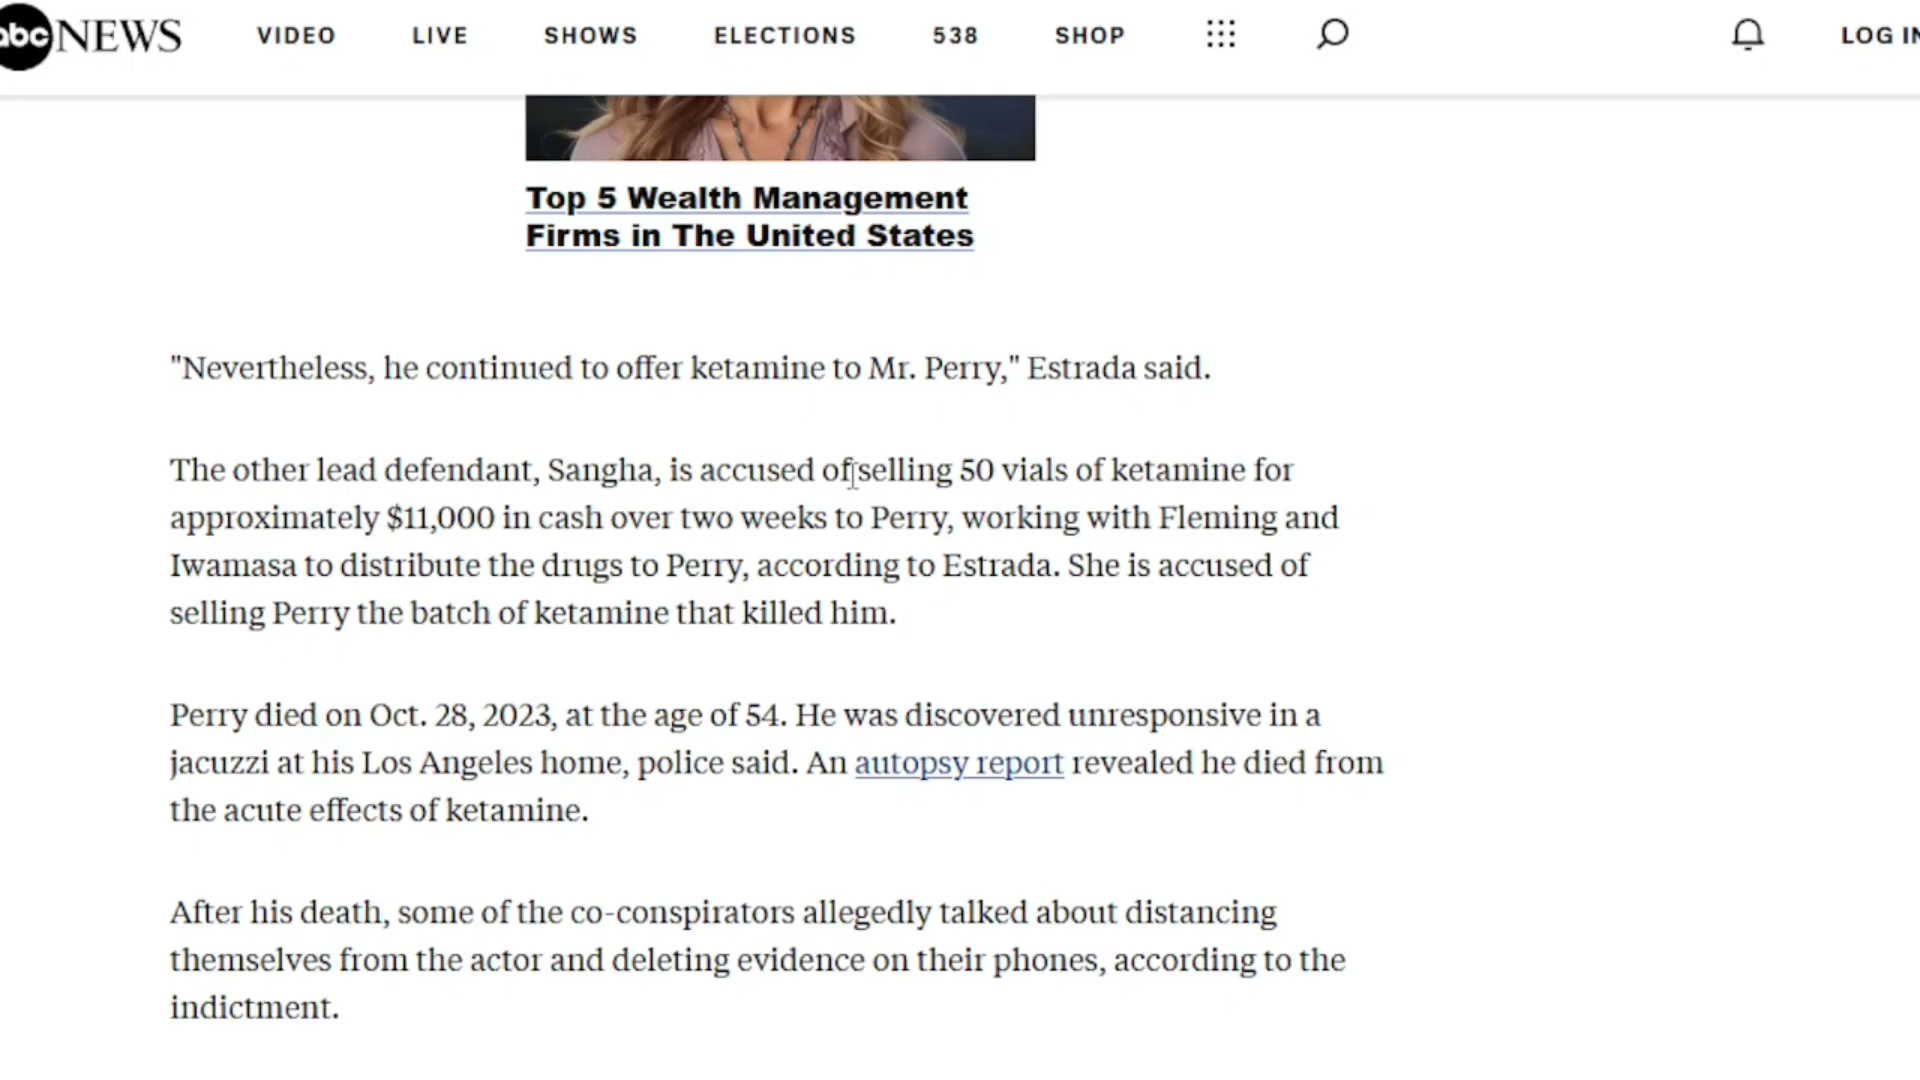 abc NEWS VIDEO LIVE SHOWS ELECTIONS 538 SHOP LOG IN
Top 5 Wealth Management
Firms in The United States
"Nevertheless, he continued to offer ketamine to Mr. Perry," Estrada said.
The other lead defendant, Sangha, is accused of selling 50 vials of ketamine for
approximately $11,000 in cash over two weeks to Perry, working with Fleming and
Iwamasa to distribute the drugs to Perry, according to Estrada. She is accused of
selling Perry the batch of ketamine that killed him.
Perry died on Oct. 28, 2023, at the age of 54. He was discovered unresponsive in a
jacuzzi at his Los Angeles home, police said. An autopsy report revealed he died from
the acute effects of ketamine.
After his death, some of the co-conspirators allegedly talked about distancing
themselves from the actor and deleting evidence on their phones, according to the
indictment.